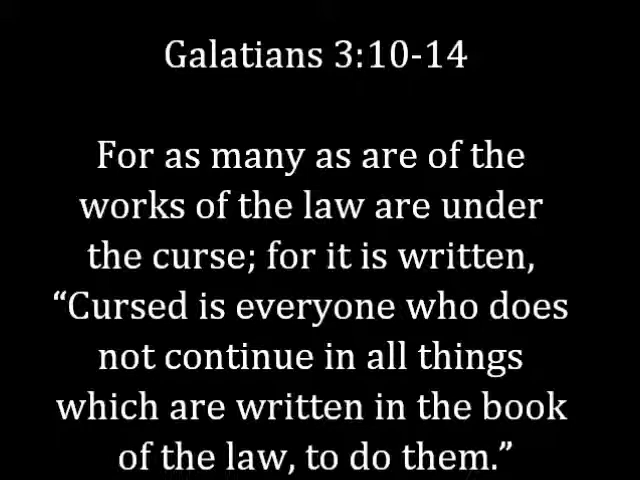 Galatians 3:10-14
For as many as are of the
works of the law are under
the curse; for it is written,
“Cursed is everyone who does
not continue in all things
which are written in the book
of the law, to do them.”